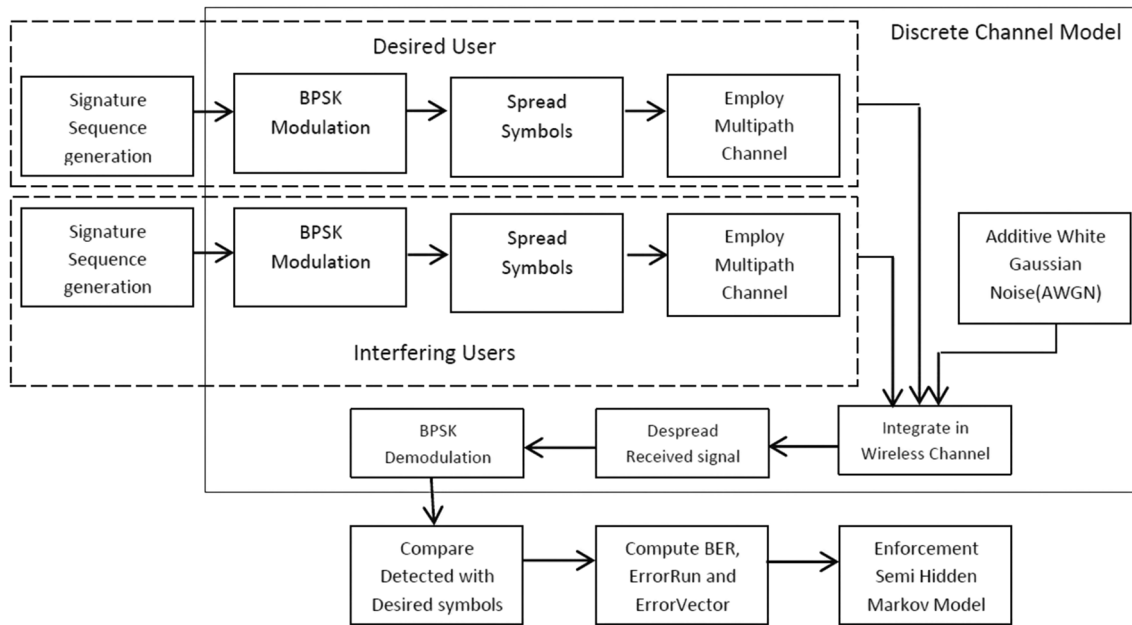 Discrete Channel Model
Desired User
Signature
Sequence
generation
BPSK
Modulation
Spread
Symbols
Employ
Multipath
Channel
Signature
Sequence
generation
BPSK
Modulation
Spread
Symbols
Employ
Multipath
Channel
Interfering Users
Additive White
Gaussian
Noise(AWGN)
Integrate in
Wireless Channel
Despread
Received signal
BPSK
Demodulation
Compare
Detected with
Desired symbols
Compute BER,
ErrorRun and
ErrorVector
Enforcement
Semi Hidden
Markov Model